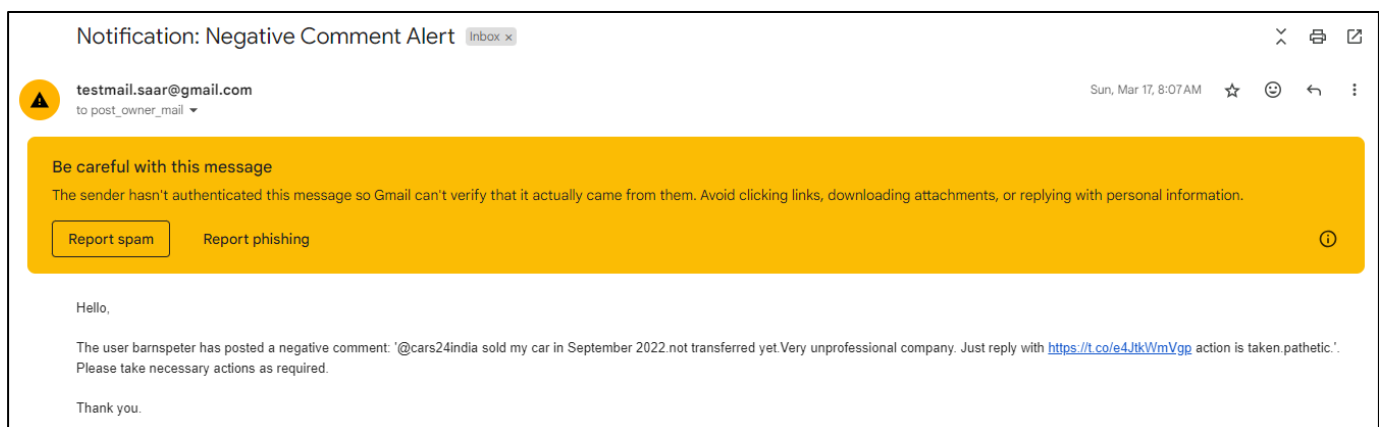 Notification: Negative Comment Alert Inbox x
testmail.saar@gmail.com
Sun, Mar 17, 8:07 AM
to post_owner_mail
Be careful with this message
The sender hasn't authenticated this message so Gmail can't verify that it actually came from them. Avoid clicking links, downloading attachments, or replying with personal information.
Report spam Report phishing
Hello,
The user barnspeter has posted a negative comment: '@cars24india sold my car in September 2022.not transferred yet.Very unprofessional company. Just reply with https://t.co/e4JtkWmVgp action is taken.pathetic.'.
Please take necessary actions as required.
Thank you.